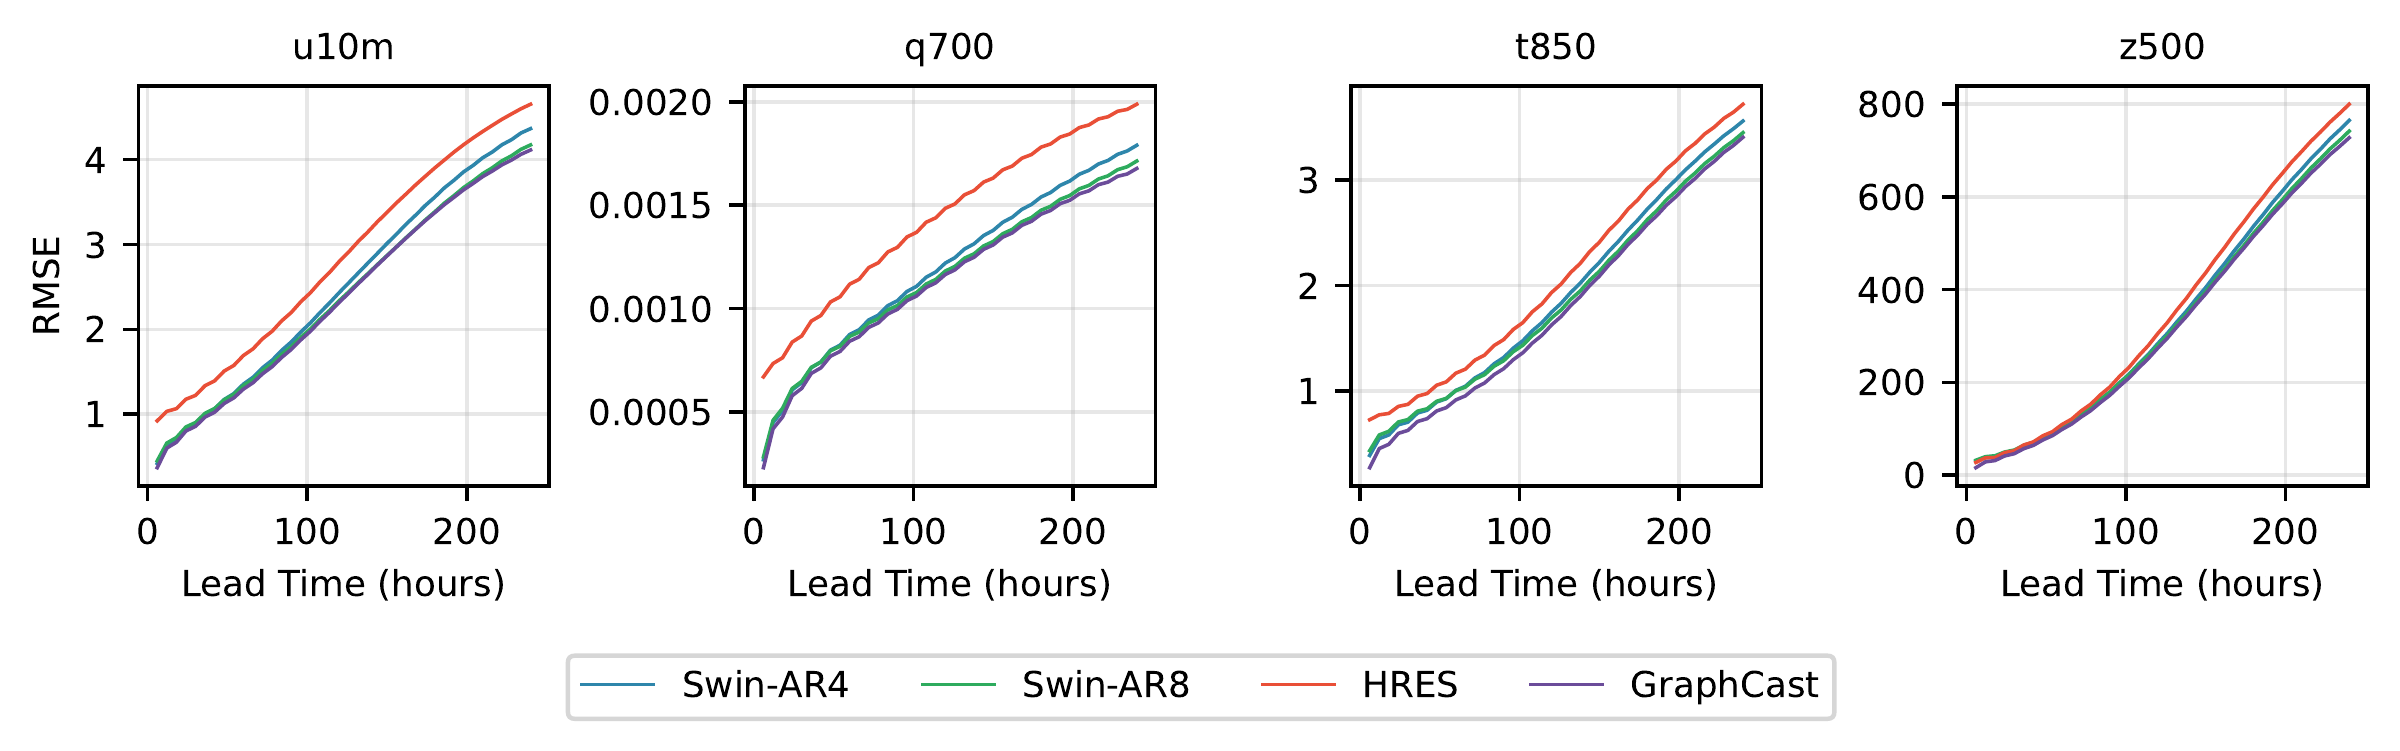 u10m
q700
t850
z500
RMSE
4
3
2
1
0 100 200
Lead Time (hours)
0.0020
0.0015
0.0010
0.0005
0 100 200
Lead Time (hours)
3
2
1
0 100 200
Lead Time (hours)
800
600
400
200
0
0 100 200
Lead Time (hours)
Swin-AR4 Swin-AR8 HRES GraphCast